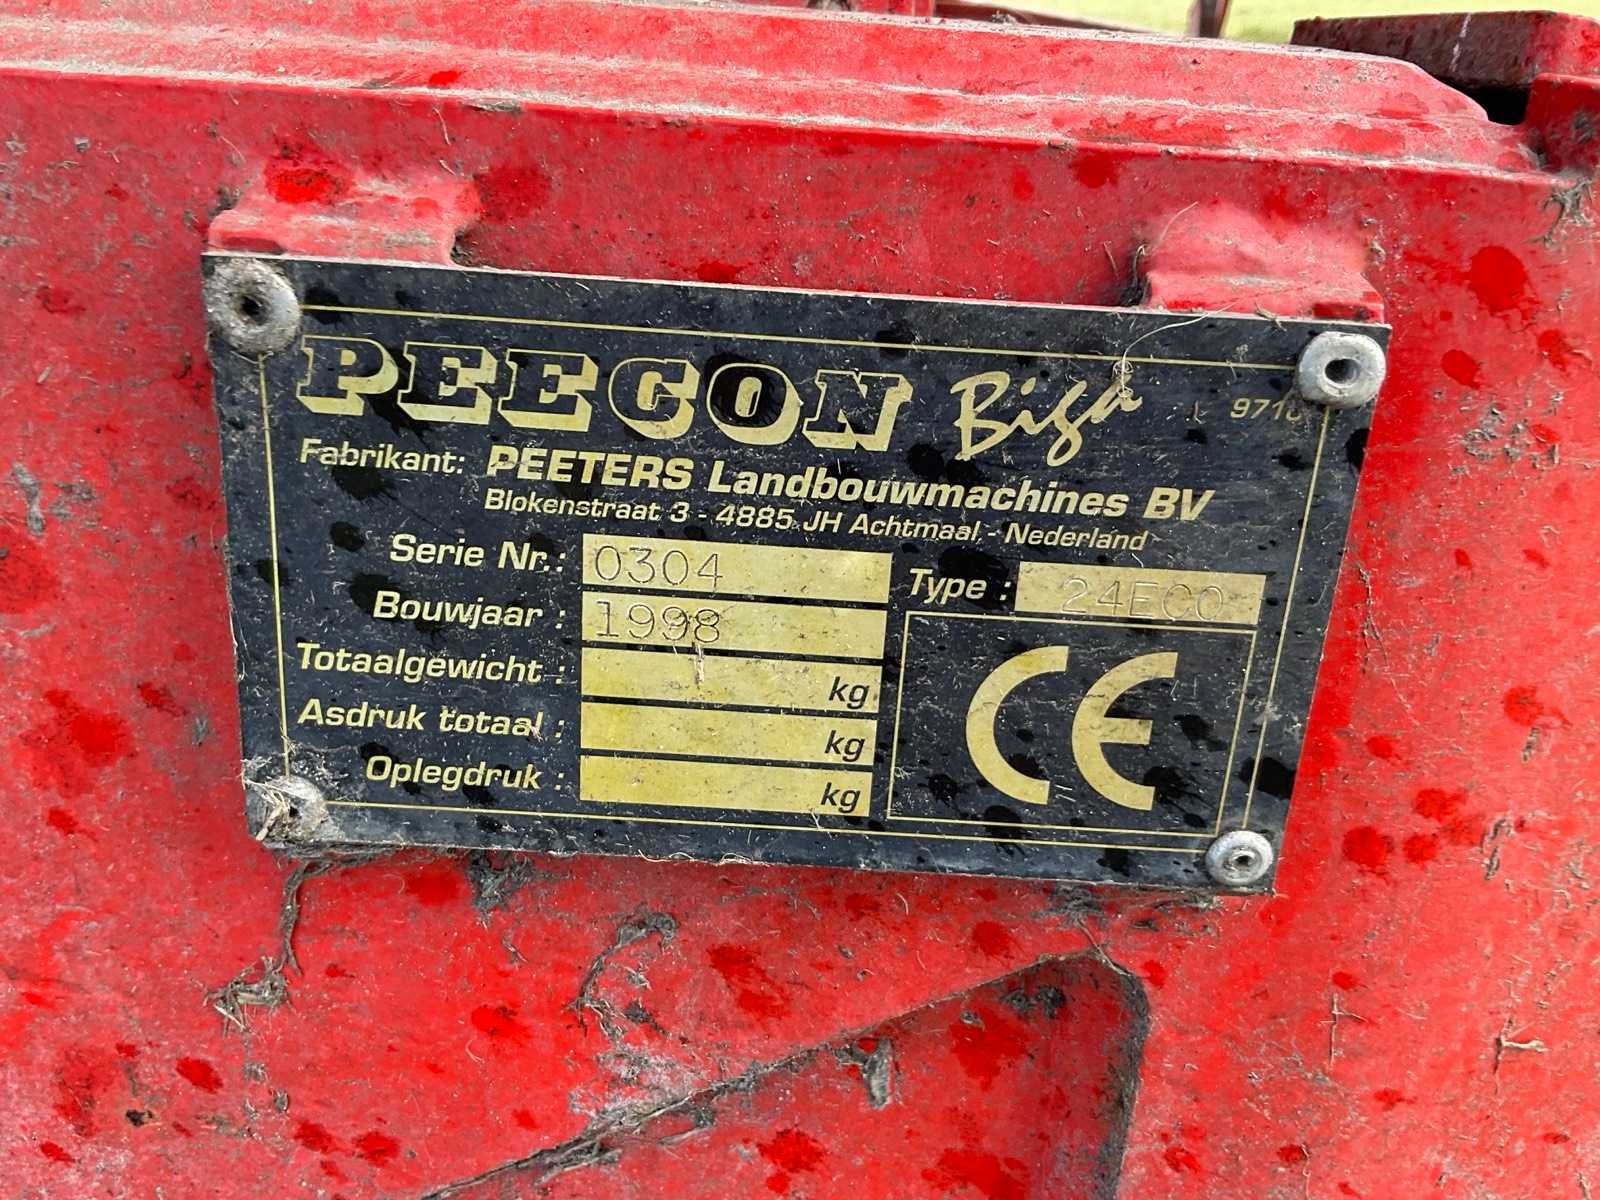 PEECON Biga
Fabrikant: PEETERS Landbouwmachines BV
Blokenstraat 3 - 4885 JH Achtmaal - Nederland
Serie Nr.: 0304 Type : 24ECO
Bouwjaar : 1998
Totaalgewicht : kg
Asdruk totaal : kg
Oplegdruk : kg
CE